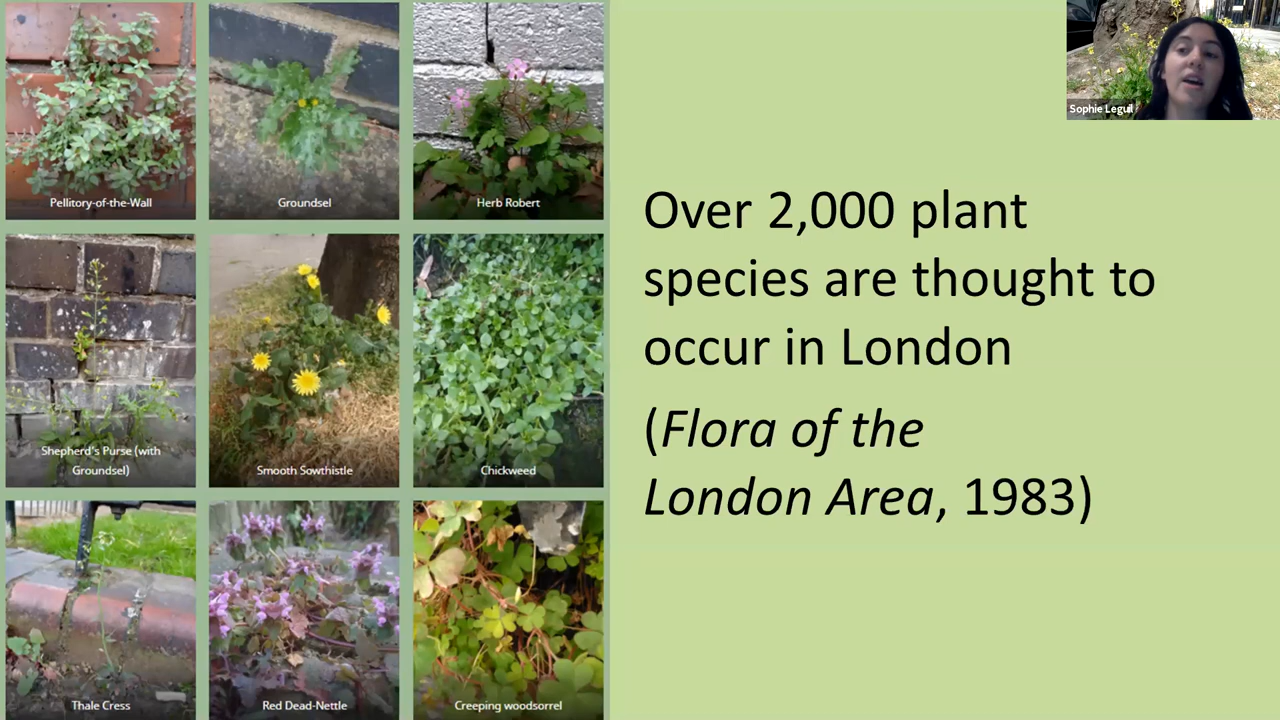 Pellitory-of-the-Wall
Groundsel
Herb Robert
Shepherd's Purse (with
Groundsel)
Smooth Sowthistle
Chickweed
Thale Cress
Red Dead-Nettle
Creeping woodsorrel
Sophie Leguil
Over 2,000 plant
species are thought to
occur in London
(Flora of the
London Area, 1983)